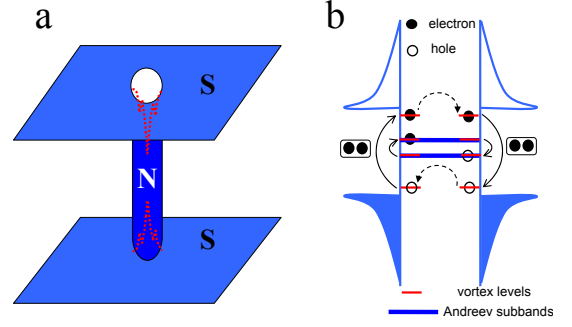 a
S
N
S
b
electron
hole
vortex levels
Andreev subbands